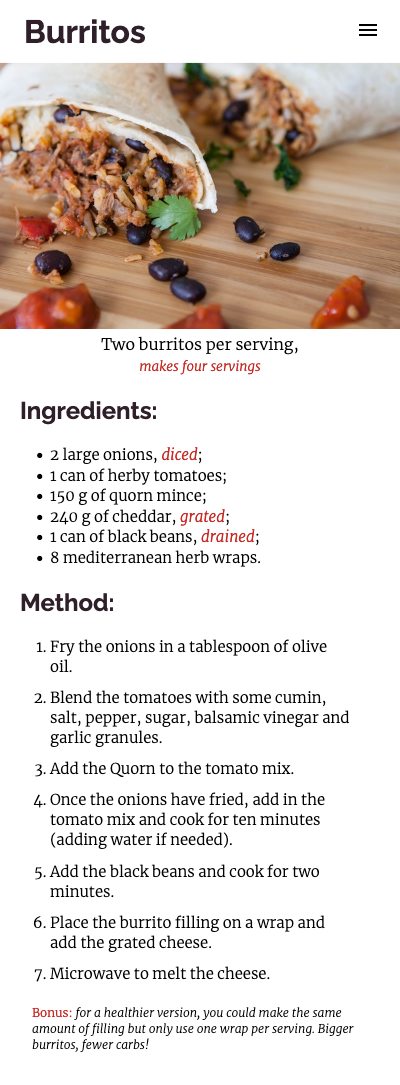 Burritos
Two burritos per serving,
makes four servings
Ingredients:
• 2 large onions, diced;
• 1 can of herby tomatoes;
• 150 g of quorn mince;
• 240 g of cheddar, grated;
• 1 can of black beans, drained;
• 8 mediterranean herb wraps.
Method:
1. Fry the onions in a tablespoon of olive
oil.
2. Blend the tomatoes with some cumin,
salt, pepper, sugar, balsamic vinegar and
garlic granules.
3. Add the Quorn to the tomato mix.
4. Once the onions have fried, add in the
tomato mix and cook for ten minutes
(adding water if needed).
5. Add the black beans and cook for two
minutes.
6. Place the burrito filling on a wrap and
add the grated cheese.
7. Microwave to melt the cheese.
Bonus: for a healthier version, you could make the same
amount of filling but only use one wrap per serving. Bigger
burritos, fewer carbs!